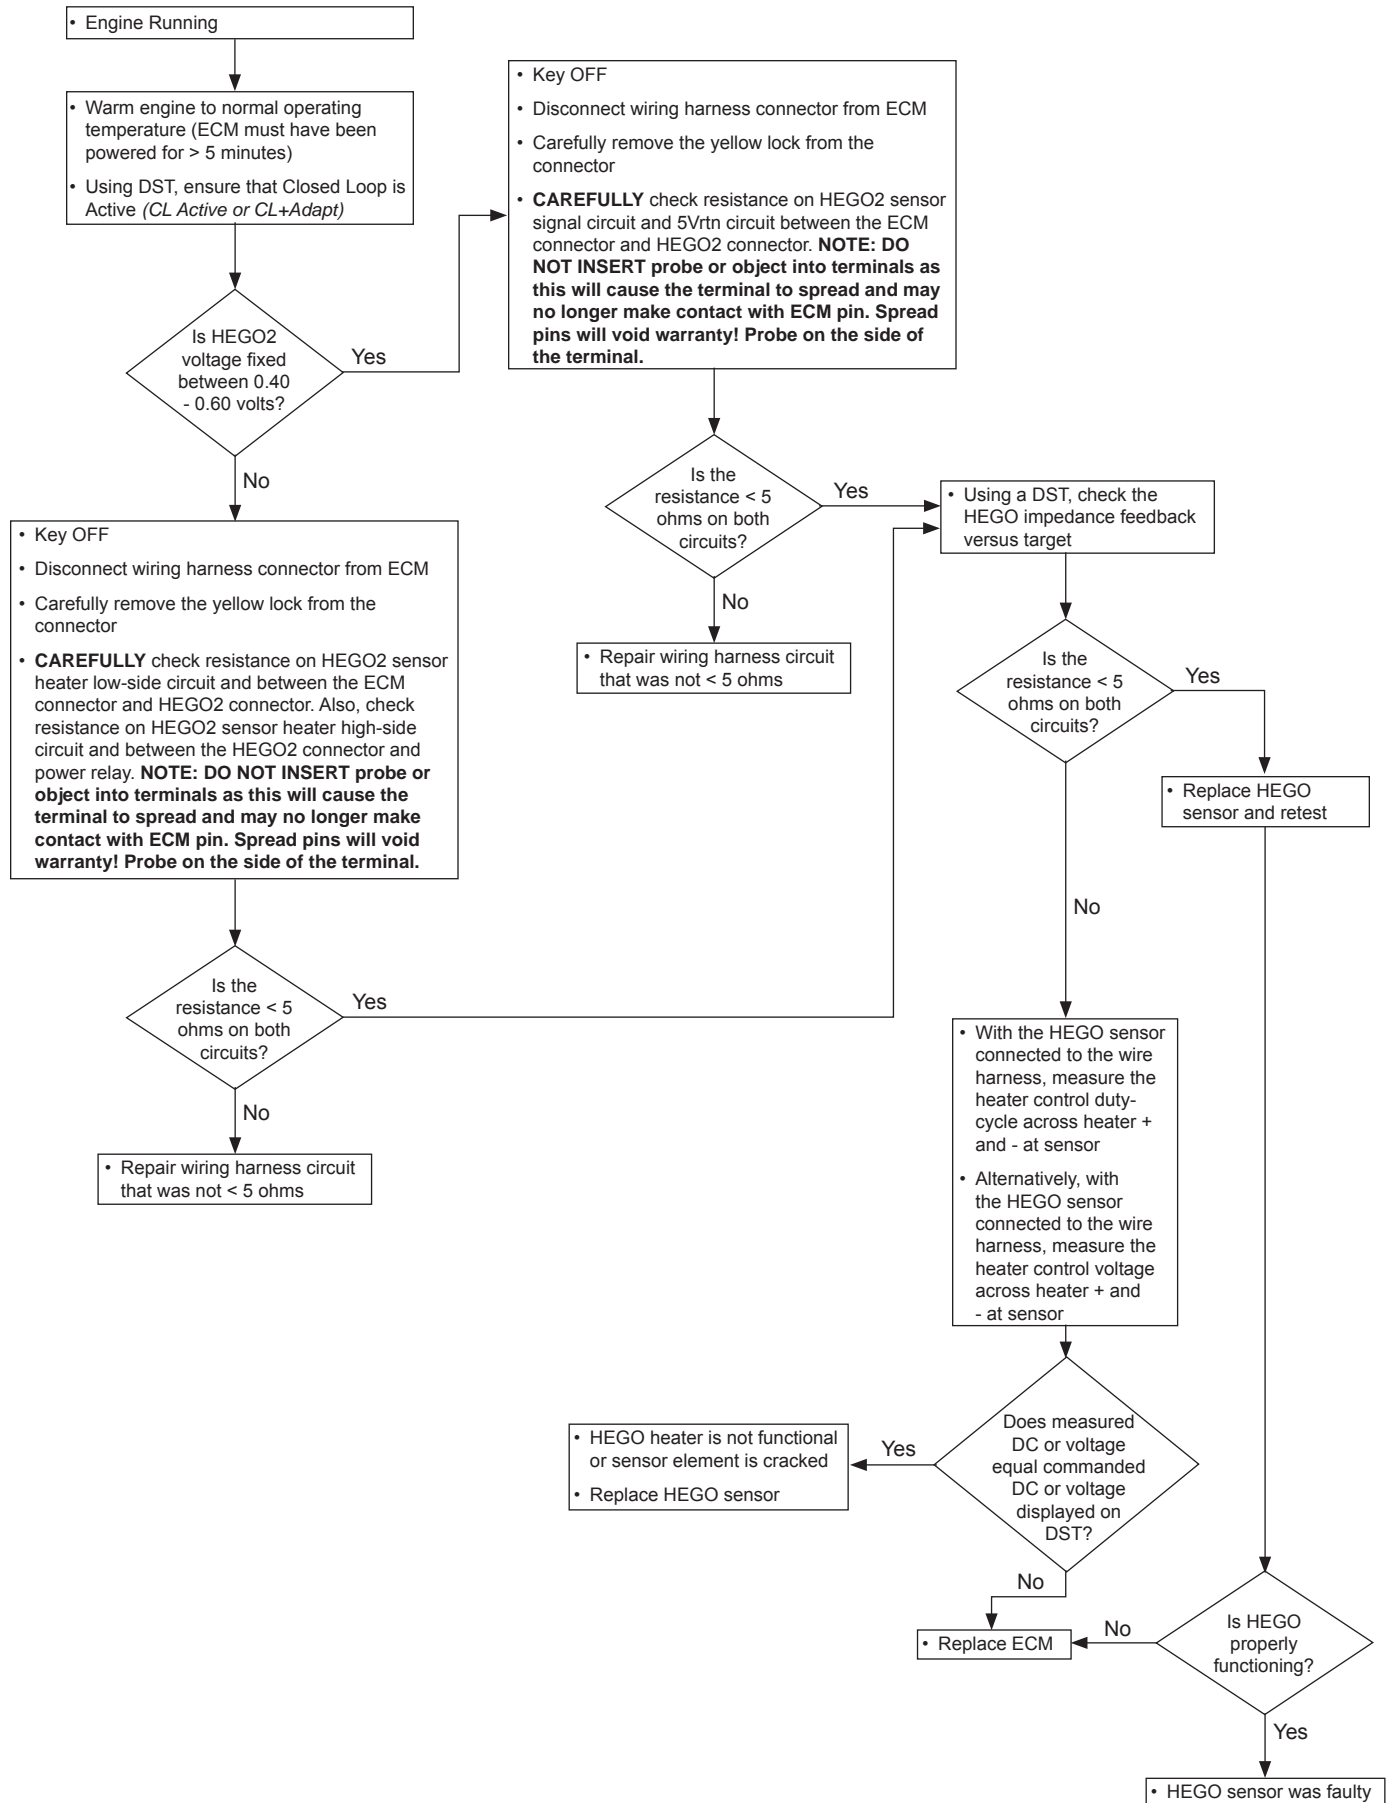 • Engine Running
• Warm engine to normal operating
temperature (ECM must have been
powered for > 5 minutes)
• Using DST, ensure that Closed Loop is
Active (CL Active or CL+Adapt)
Is HEGO2
voltage fixed
between 0.40
- 0.60 volts?
Yes
No
• Key OFF
• Disconnect wiring harness connector from ECM
• Carefully remove the yellow lock from the
connector
• CAREFULLY check resistance on HEGO2 sensor
signal circuit and 5Vrtn circuit between the ECM
connector and HEGO2 connector. NOTE: DO
NOT INSERT probe or object into terminals as
this will cause the terminal to spread and may
no longer make contact with ECM pin. Spread
pins will void warranty! Probe on the side of
the terminal.
Is the
resistance < 5
ohms on both
circuits?
Yes
No
• Repair wiring harness circuit
that was not < 5 ohms
• Key OFF
• Disconnect wiring harness connector from ECM
• Carefully remove the yellow lock from the
connector
• CAREFULLY check resistance on HEGO2 sensor
heater low-side circuit and between the ECM
connector and HEGO2 connector. Also, check
resistance on HEGO2 sensor heater high-side
circuit and between the HEGO2 connector and
power relay. NOTE: DO NOT INSERT probe or
object into terminals as this will cause the
terminal to spread and may no longer make
contact with ECM pin. Spread pins will void
warranty! Probe on the side of the terminal.
Is the
resistance < 5
ohms on both
circuits?
Yes
No
• Repair wiring harness circuit
that was not < 5 ohms
• Using a DST, check the
HEGO impedance feedback
versus target
Is the
resistance < 5
ohms on both
circuits?
Yes
No
• Replace HEGO
sensor and retest
• With the HEGO sensor
connected to the wire
harness, measure the
heater control duty-
cycle across heater +
and - at sensor
• Alternatively, with
the HEGO sensor
connected to the wire
harness, measure the
heater control voltage
across heater + and
- at sensor
Does measured
DC or voltage
equal commanded
DC or voltage
displayed on
DST?
Yes
No
• HEGO heater is not functional
or sensor element is cracked
• Replace HEGO sensor
• Replace ECM
Is HEGO
properly
functioning?
No
Yes
• HEGO sensor was faulty